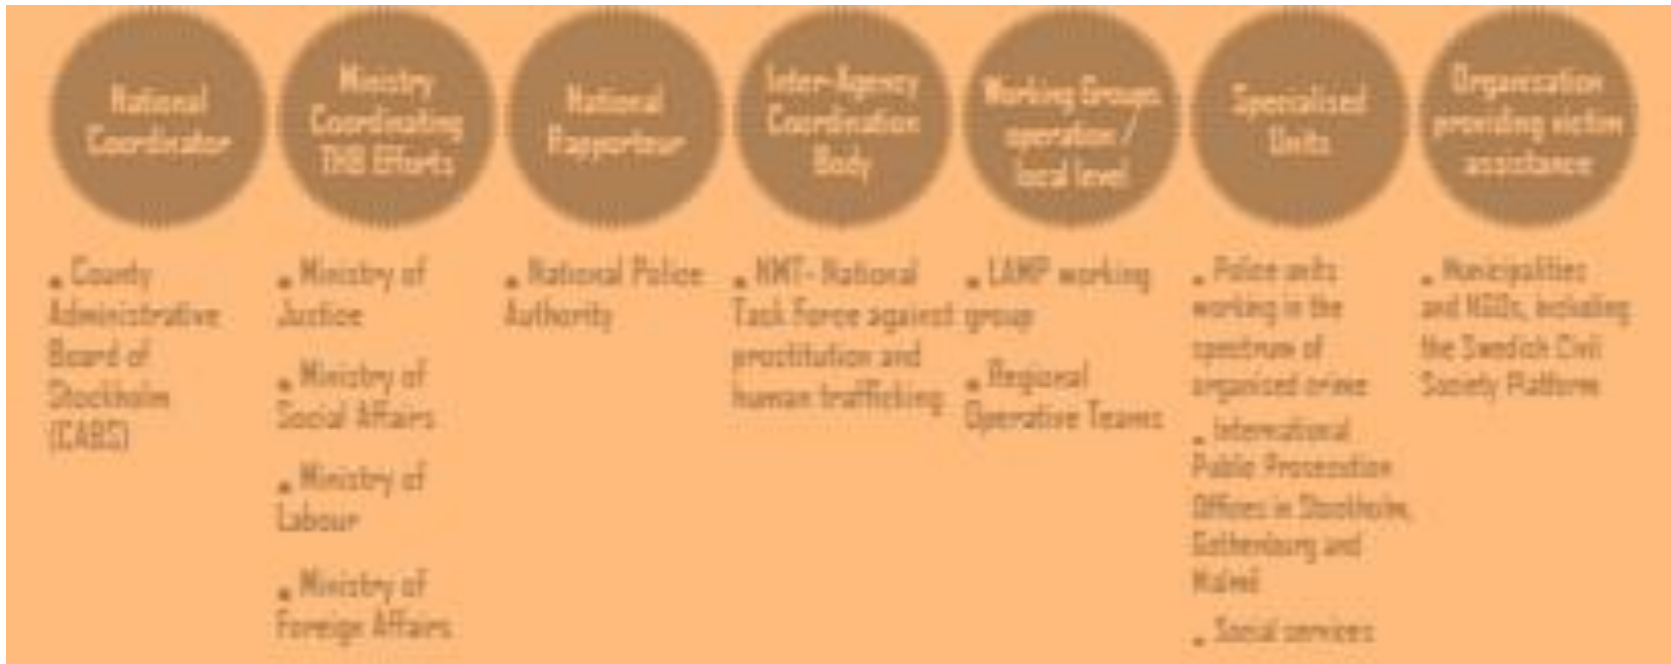 National
Coordinator
County
Administrative
Board of
Stockholm
(CABS)
Ministry
Coordinating
THB Efforts
Ministry of
Justice
Ministry of
Social Affairs
Ministry of
Labour
Ministry of
Foreign Affairs
National
Rapporteur
National Police
Authority
Inter-Agency
Coordination
Body
NMT- National
Task Force against
prostitution and
human trafficking
Working Groups
operation /
local level
LAMP working
group
Regional
Operative Teams
Specialised
Units
Police units
working in the
spectrum of
organised crime
International
Public Prosecution
Offices in Stockholm,
Gothenburg and
Malmö
Social services
Organisation
providing victim
assistance
Municipalities
and NGOs, including
the Swedish Civil
Society Platform